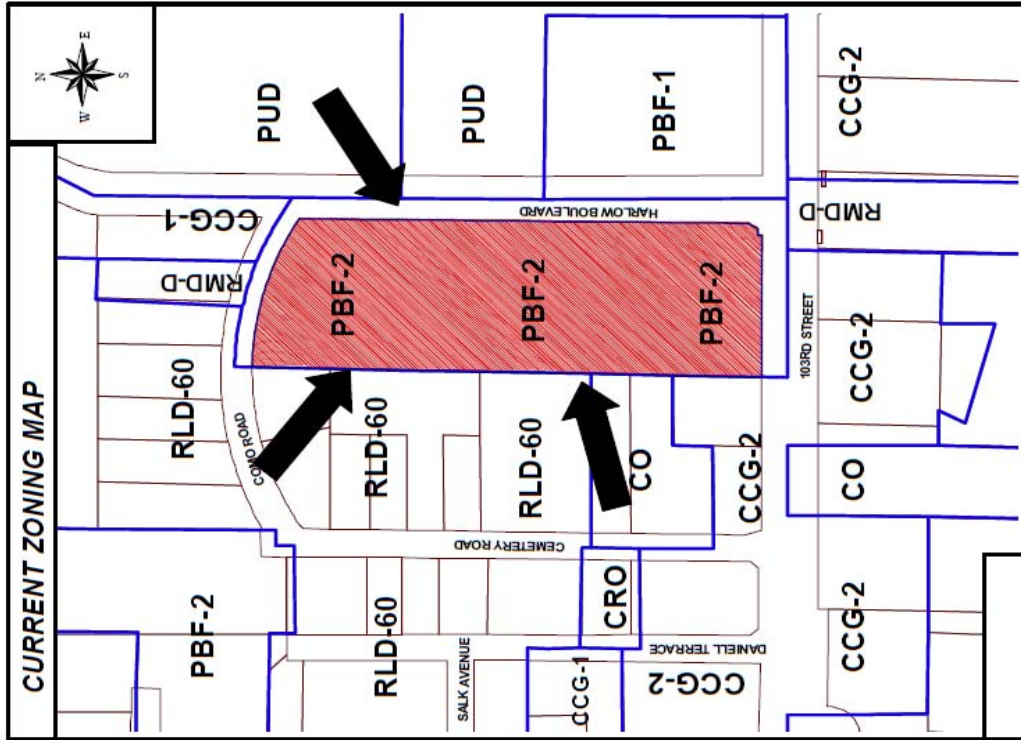 CURRENT ZONING MAP
N
E
S
W
PUD
PUD
PBF-1
CCG-2
CCG-1
HARLOW BOULEVARD
RMD-D
RMD-D
PBF-2
PBF-2
PBF-2
103RD STREET
RLD-60
COMO ROAD
RLD-60
RLD-60
CO
CCG-2
CCG-2
CO
CEMETERY ROAD
PBF-2
RLD-60
SALK AVENUE
CRO
CCG-1
DANIELL TERRACE
CCG-2
CCG-2